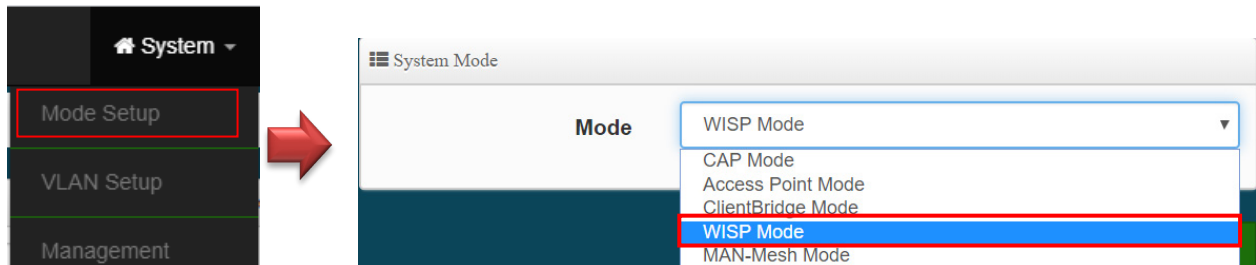 System
Mode Setup
VLAN Setup
Management
System Mode
Mode
WISP Mode
CAP Mode
Access Point Mode
ClientBridge Mode
WISP Mode
MAN-Mesh Mode